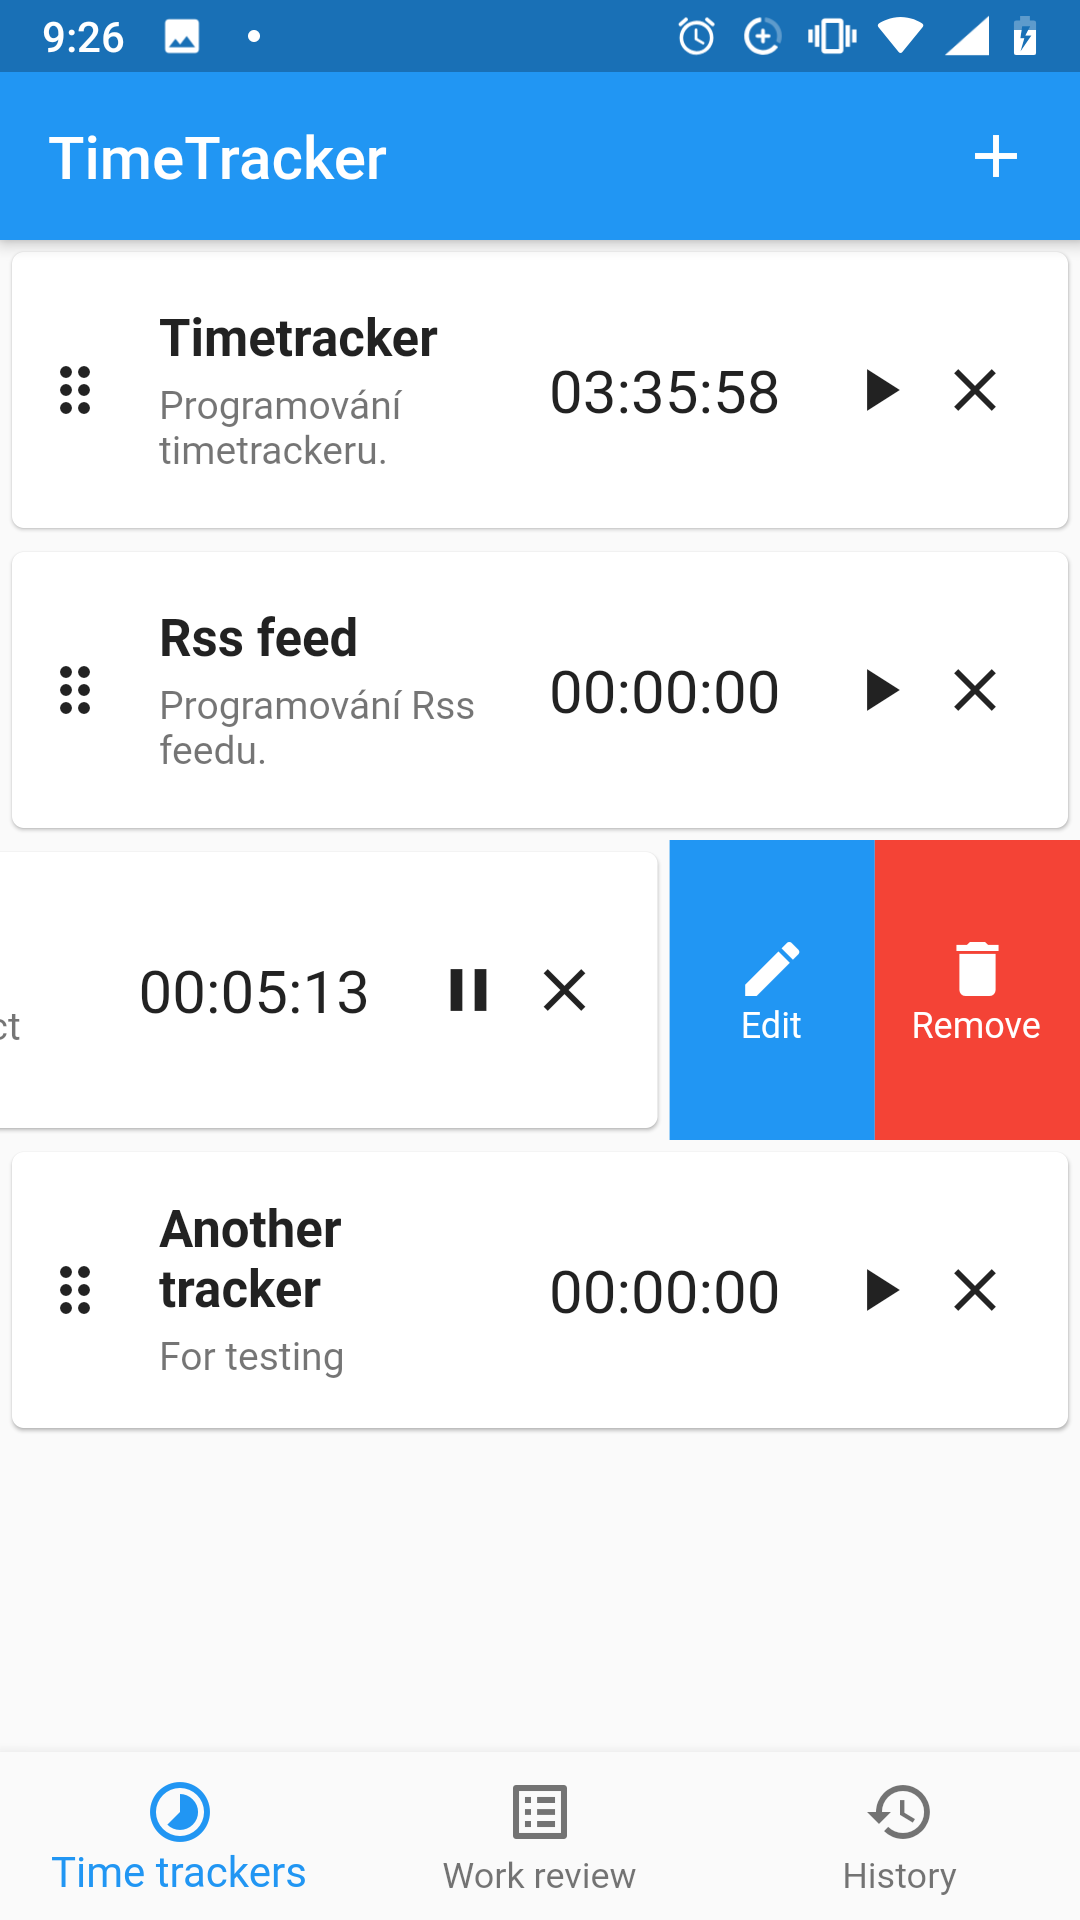 9:26
TimeTracker
Timetracker
Programování
timetrackeru.
03:35:58
Rss feed
Programování Rss
feedu.
00:00:00
ct
00:05:13
Edit
Remove
Another
tracker
For testing
00:00:00
Time trackers
Work review
History